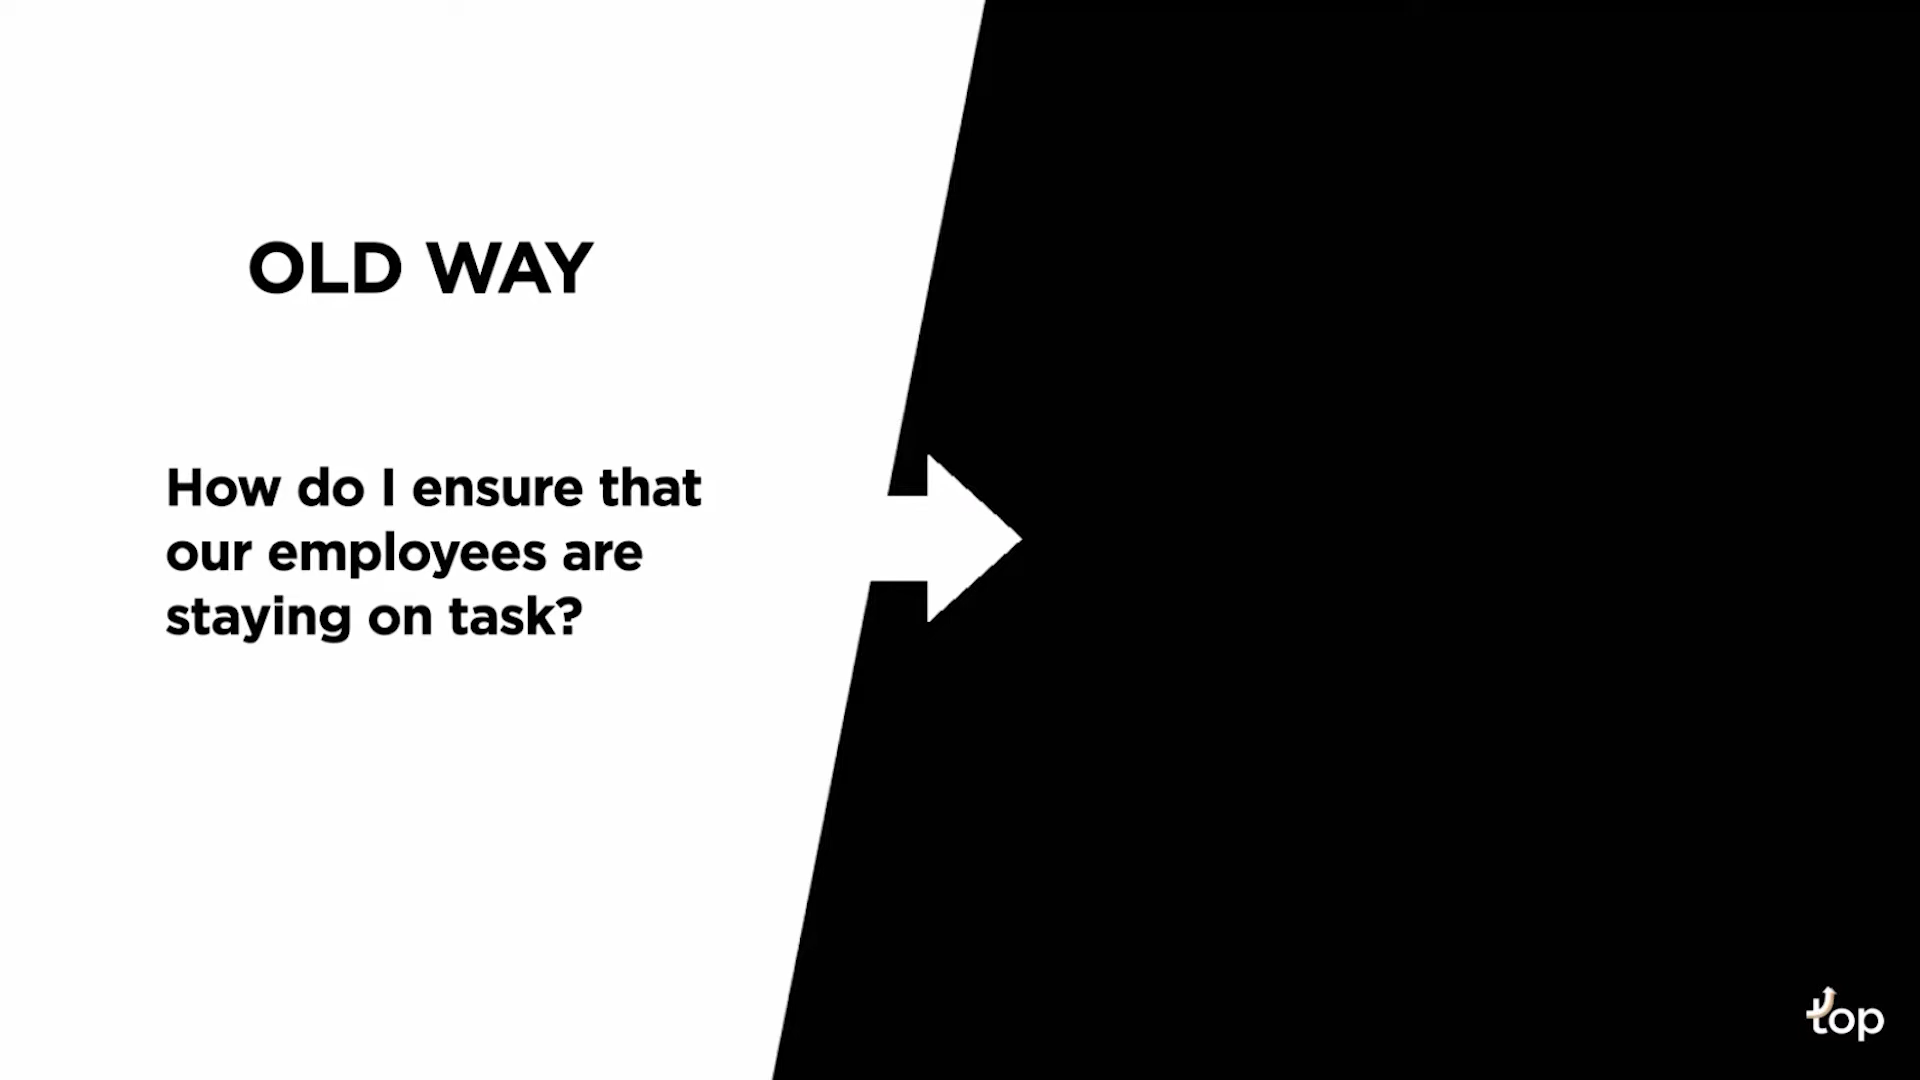 OLD WAY
How do I ensure that
our employees are
staying on task?
top